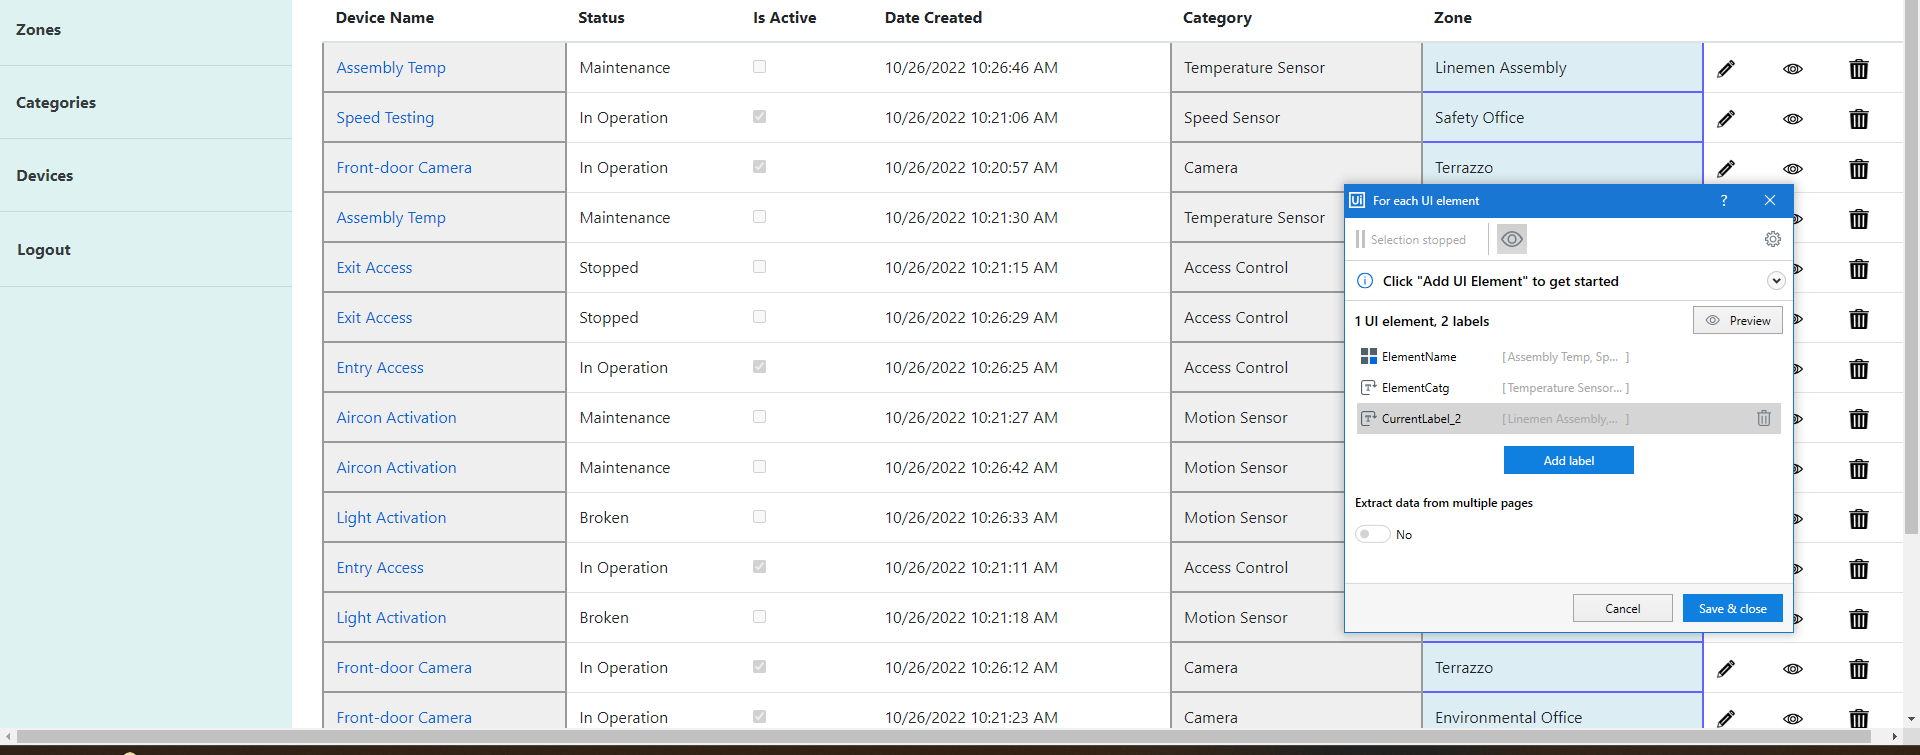 Zones
Categories
Devices
Logout
Device Name Status Is Active Date Created Category Zone
Assembly Temp Maintenance 10/26/2022 10:26:46 AM Temperature Sensor Linemen Assembly
Speed Testing In Operation 10/26/2022 10:21:06 AM Speed Sensor Safety Office
Front-door Camera In Operation 10/26/2022 10:20:57 AM Camera Terrazzo
Assembly Temp Maintenance 10/26/2022 10:21:30 AM Temperature Sensor
Exit Access Stopped 10/26/2022 10:21:15 AM Access Control
Exit Access Stopped 10/26/2022 10:26:29 AM Access Control
Entry Access In Operation 10/26/2022 10:26:25 AM Access Control
Aircon Activation Maintenance 10/26/2022 10:21:27 AM Motion Sensor
Aircon Activation Maintenance 10/26/2022 10:26:42 AM Motion Sensor
Light Activation Broken 10/26/2022 10:26:33 AM Motion Sensor
Entry Access In Operation 10/26/2022 10:21:11 AM Access Control
Light Activation Broken 10/26/2022 10:21:18 AM Motion Sensor
Front-door Camera In Operation 10/26/2022 10:26:12 AM Camera Terrazzo
Front-door Camera In Operation 10/26/2022 10:21:23 AM Camera Environmental Office
Ui For each UI element ?
Selection stopped
Click "Add UI Element" to get started
1 UI element, 2 labels Preview
ElementName [ Assembly Temp, Sp... ]
ElementCatg [ Temperature Sensor... ]
CurrentLabel_2 [ Linemen Assembly,... ]
Add label
Extract data from multiple pages
No
Cancel Save & close